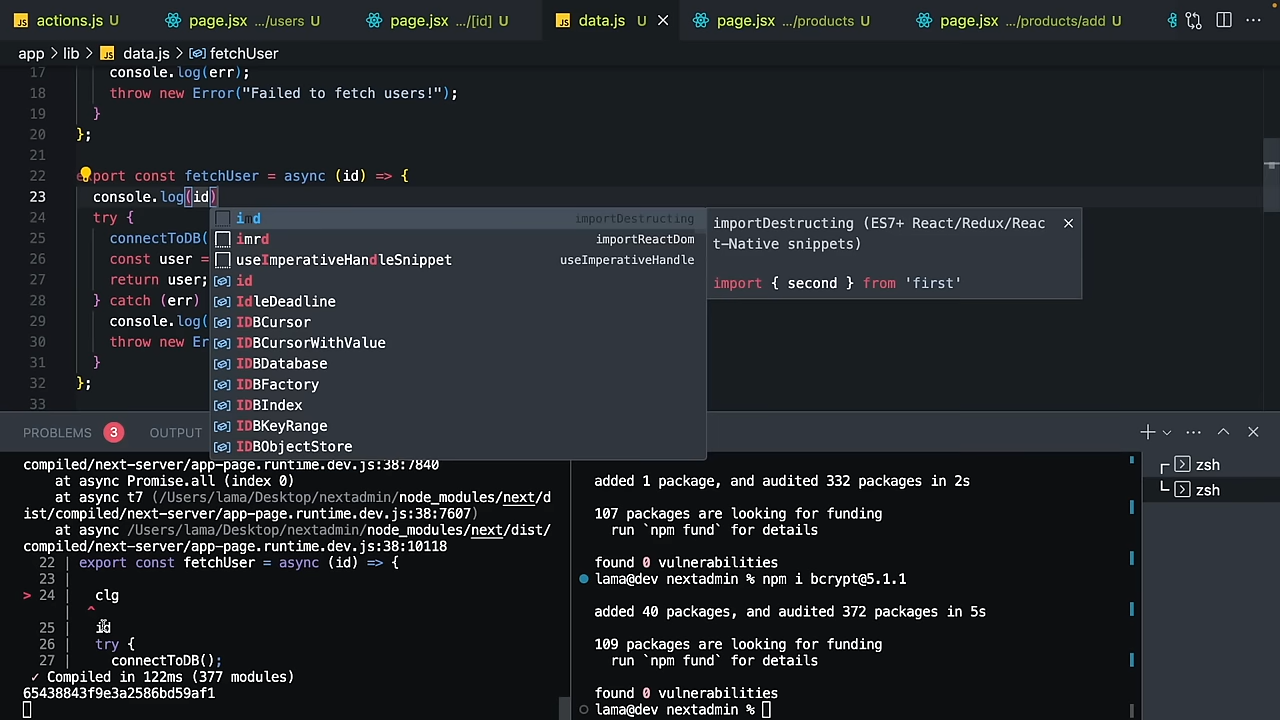 actions.js U page.jsx .../users U page.jsx .../[id] U data.js U page.jsx .../products U page.jsx .../products/add U
app > lib > data.js > fetchUser
17 console.log(err);
18 throw new Error("Failed to fetch users!");
19 }
20 };
21
22 export const fetchUser = async (id) => {
23 console.log(id)
24 try {
25 connectToDB(
26 const user =
27 return user;
28 } catch (err)
29 console.log(
30 throw new Er
31 }
32 };
33
imd importDestructing
imrd importReactDom
useImperativeHandleSnippet useImperativeHandle
id
IdleDeadline
IDBCursor
IDBCursorWithValue
IDBDatabase
IDBFactory
IDBIndex
IDBKeyRange
IDBObjectStore
importDestructing (ES7+ React/Redux/Reac
t-Native snippets)
import { second } from 'first'
PROBLEMS 3 OUTPUT
compiled/next-server/app-page.runtime.dev.js:38:7840
at async Promise.all (index 0)
at async t7 (/Users/lama/Desktop/nextadmin/node_modules/next/d
ist/compiled/next-server/app-page.runtime.dev.js:38:7607)
at async /Users/lama/Desktop/nextadmin/node_modules/next/dist/
compiled/next-server/app-page.runtime.dev.js:38:10118
22 | export const fetchUser = async (id) => {
23 |
> 24 | clg
| ^
25 | id
26 | try {
27 | connectToDB();
✓ Compiled in 122ms (377 modules)
65438843f9e3a2586bd59af1
added 1 package, and audited 332 packages in 2s
107 packages are looking for funding
run `npm fund` for details
found 0 vulnerabilities
lama@dev nextadmin % npm i bcrypt@5.1.1
added 40 packages, and audited 372 packages in 5s
109 packages are looking for funding
run `npm fund` for details
found 0 vulnerabilities
lama@dev nextadmin %
zsh
zsh